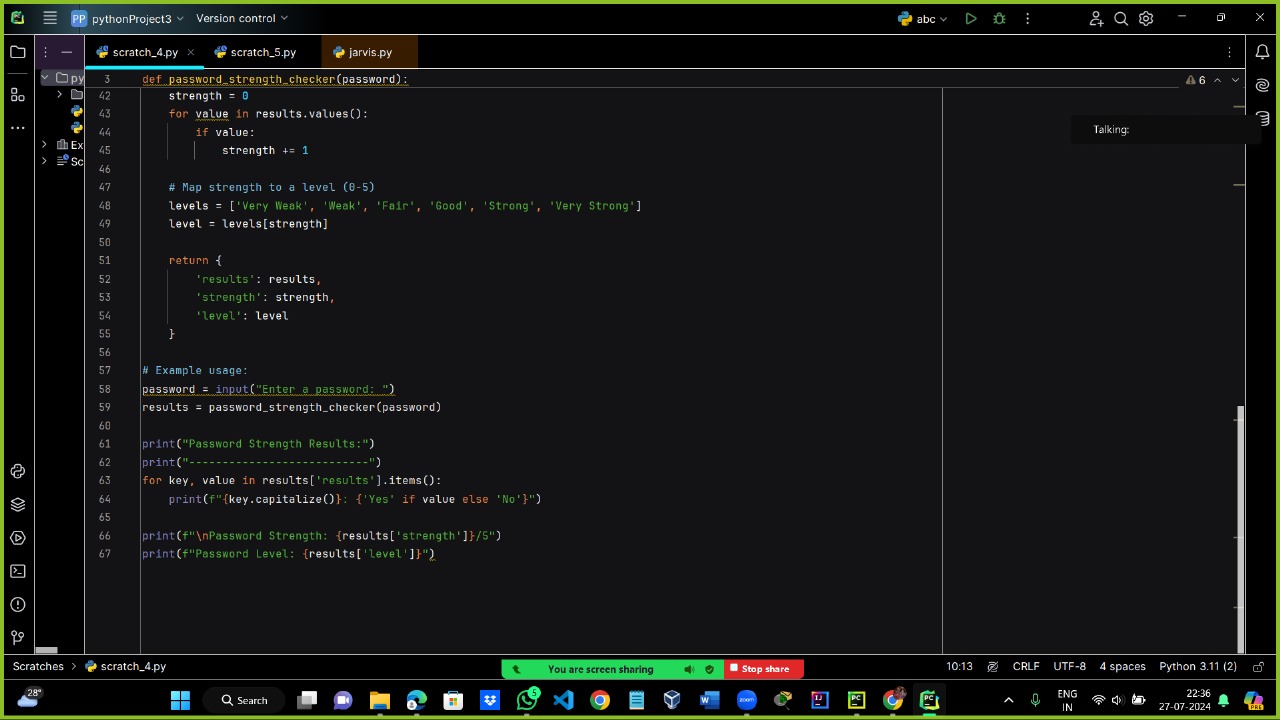 PP pythonProject3 Version control abc
scratch_4.py scratch_5.py jarvis.py
3 def password_strength_checker(password): 6
py
Ex
Sc
Talking:
42 strength = 0
43 for value in results.values():
44 if value:
45 strength += 1
46
47 # Map strength to a level (0-5)
48 levels = ['Very Weak', 'Weak', 'Fair', 'Good', 'Strong', 'Very Strong']
49 level = levels[strength]
50
51 return {
52 'results': results,
53 'strength': strength,
54 'level': level
55 }
56
57 # Example usage:
58 password = input("Enter a password: ")
59 results = password_strength_checker(password)
60
61 print("Password Strength Results:")
62 print("---------------------------")
63 for key, value in results['results'].items():
64 print(f"{key.capitalize()}: {'Yes' if value else 'No'}")
65
66 print(f"\nPassword Strength: {results['strength']}/5")
67 print(f"Password Level: {results['level']}")
Scratches > scratch_4.py You are screen sharing Stop share 10:13 CRLF UTF-8 4 spaces Python 3.11 (2)
28° Search 5 PC PC ENG 22:36
IN 27-07-2024